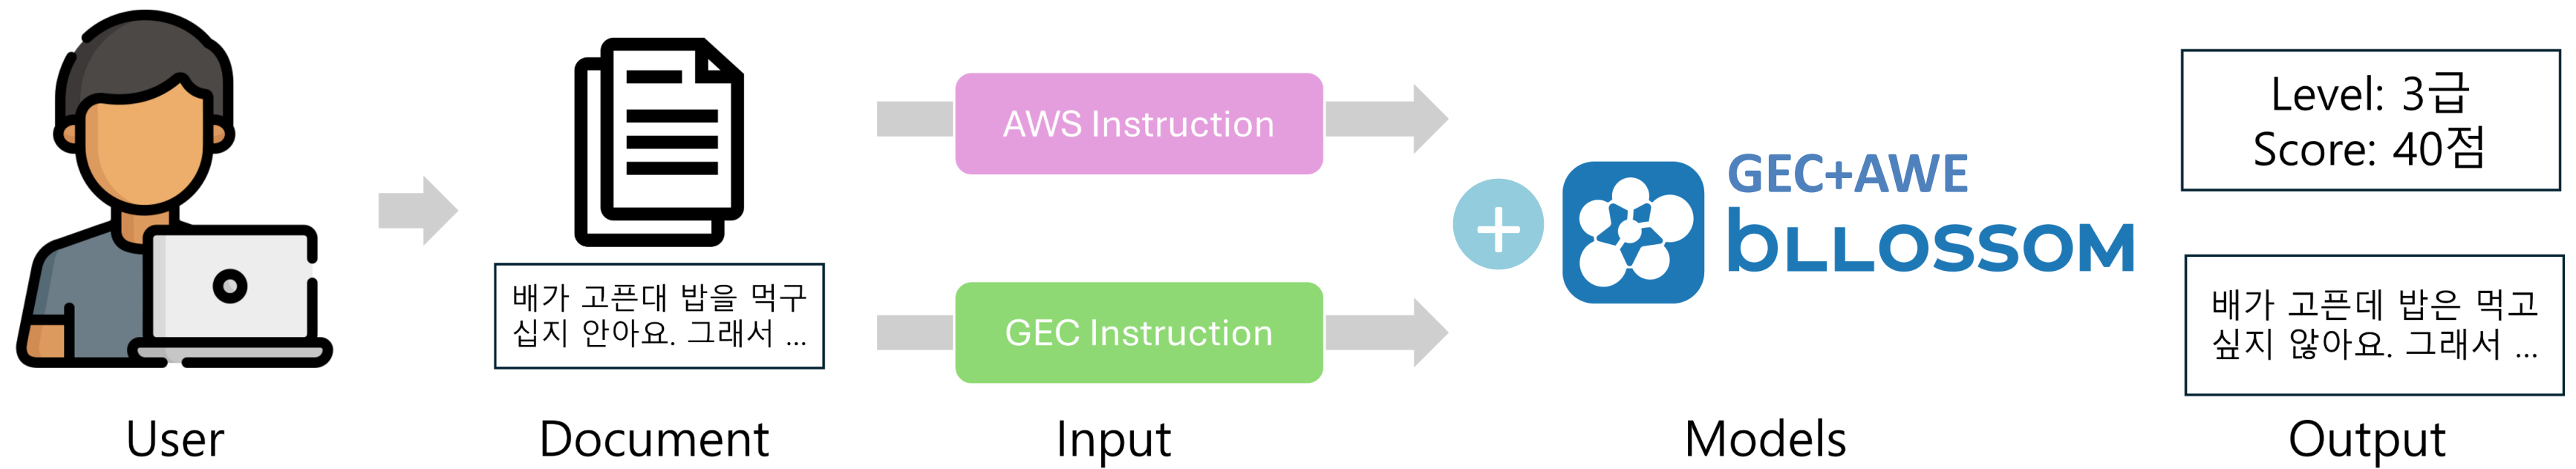 배가 고픈대 밥을 먹구
십지 안아요. 그래서 ...
AWS Instruction
GEC Instruction
+
GEC+AWE
bLLOSSOM
Level: 3급
Score: 40점
배가 고픈데 밥은 먹고
싶지 않아요. 그래서 ...
User
Document
Input
Models
Output